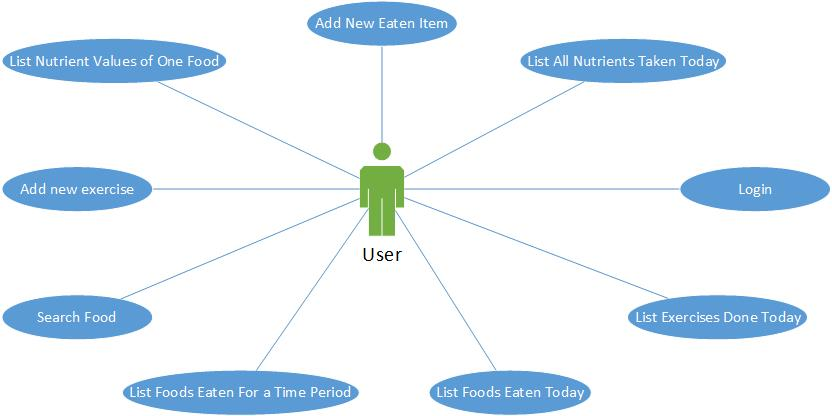 Add New Eaten Item
List Nutrient Values of One Food
List All Nutrients Taken Today
Add new exercise
Login
User
Search Food
List Exercises Done Today
List Foods Eaten For a Time Period
List Foods Eaten Today